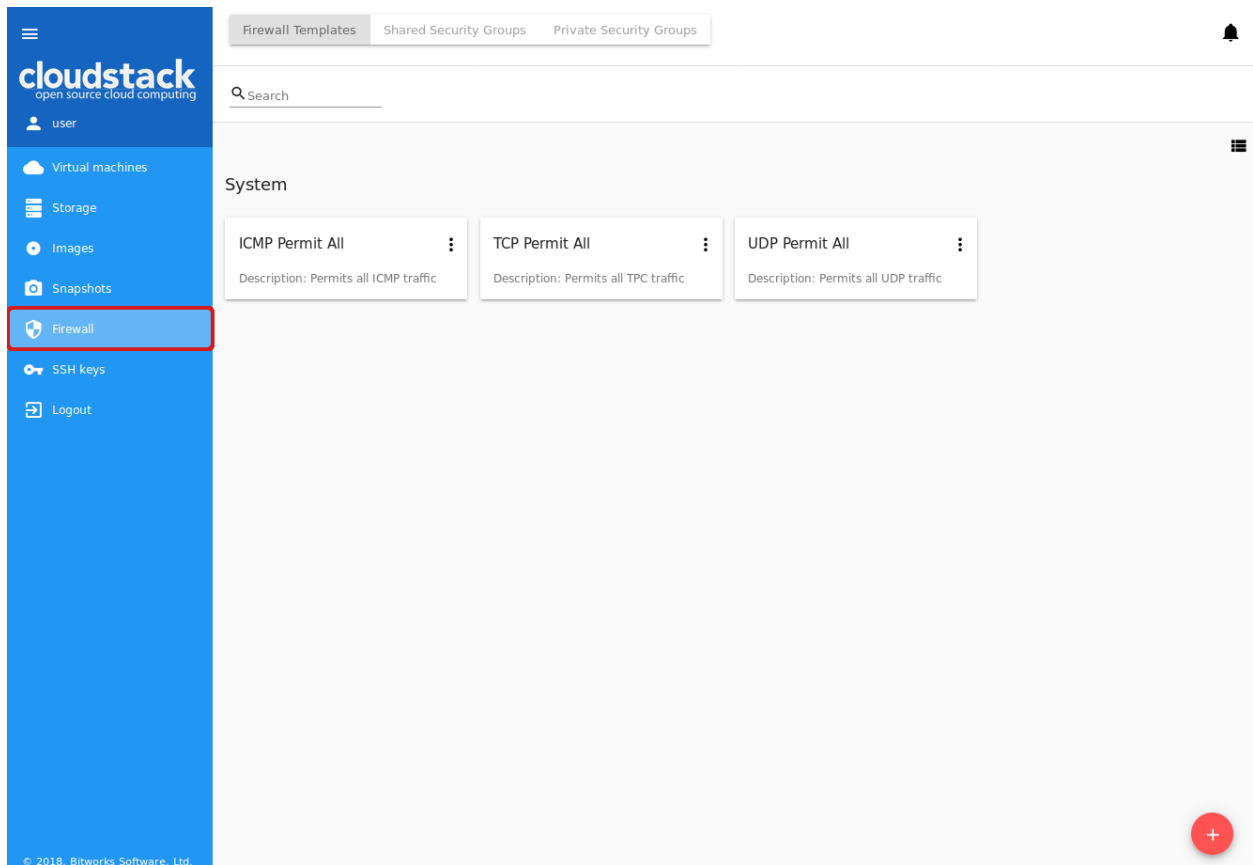 Firewall Templates Shared Security Groups Private Security Groups
cloudstack
open source cloud computing
user
Search
Virtual machines
Storage
Images
Snapshots
Firewall
SSH keys
Logout
System
ICMP Permit All
Description: Permits all ICMP traffic
TCP Permit All
Description: Permits all TPC traffic
UDP Permit All
Description: Permits all UDP traffic
© 2018, Bitworks Software, Ltd.